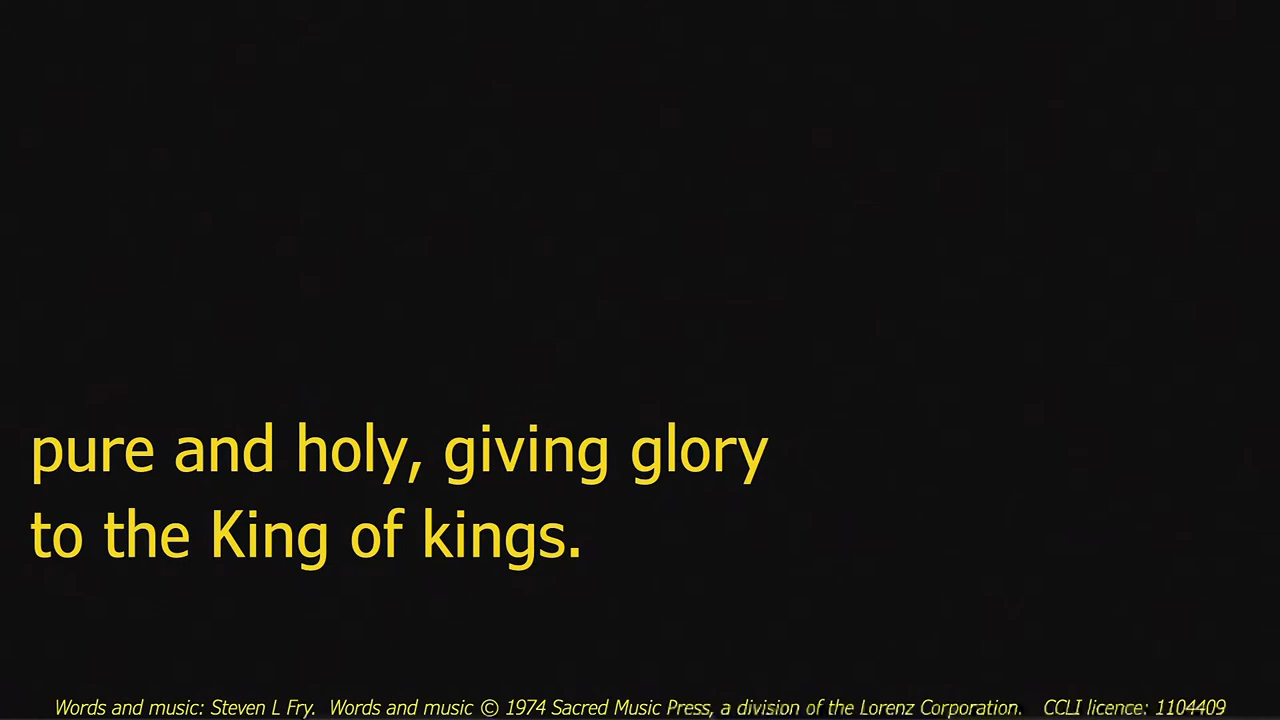 pure and holy, giving glory
to the King of kings.
Words and music: Steven L Fry. Words and music © 1974 Sacred Music Press, a division of the Lorenz Corporation. CCLI licence: 1104409